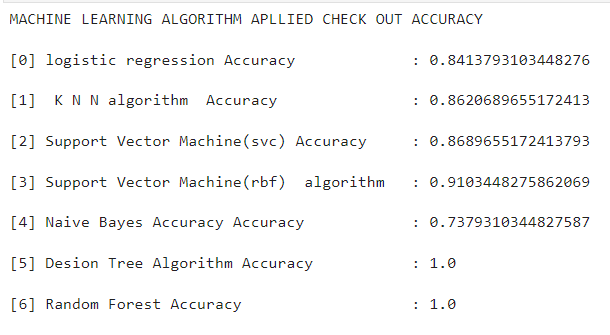 MACHINE LEARNING ALGORITHM APLLIED CHECK OUT ACCURACY
[0] logistic regression Accuracy : 0.8413793103448276
[1] K N N algorithm Accuracy : 0.8620689655172413
[2] Support Vector Machine(svc) Accuracy : 0.8689655172413793
[3] Support Vector Machine(rbf) algorithm : 0.9103448275862069
[4] Naive Bayes Accuracy Accuracy : 0.7379310344827587
[5] Desion Tree Algorithm Accuracy : 1.0
[6] Random Forest Accuracy : 1.0